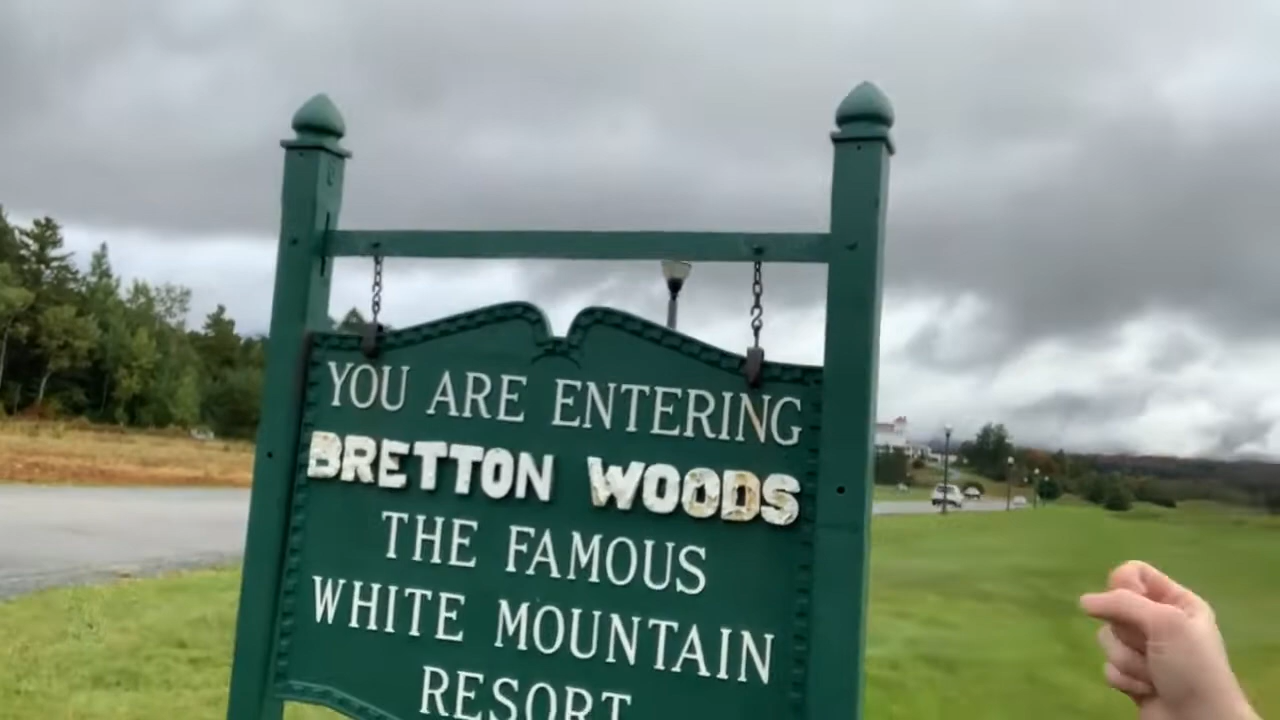 YOU ARE ENTERING
BRETTON WOODS
THE FAMOUS
WHITE MOUNTAIN
RESORT